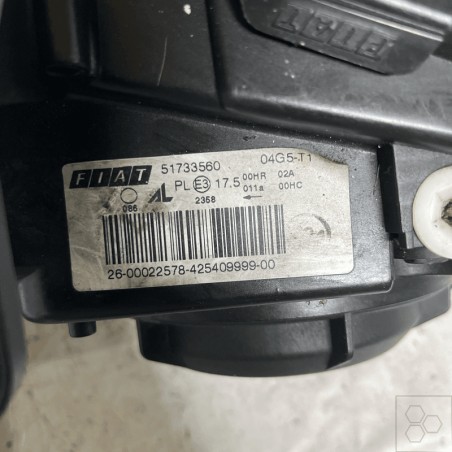 FIAT
FIAT 51733560 04G5-T1
AL PL E3 17.5 00HR 02A
011a 00HC
086 2358
26-00022578-425409999-00